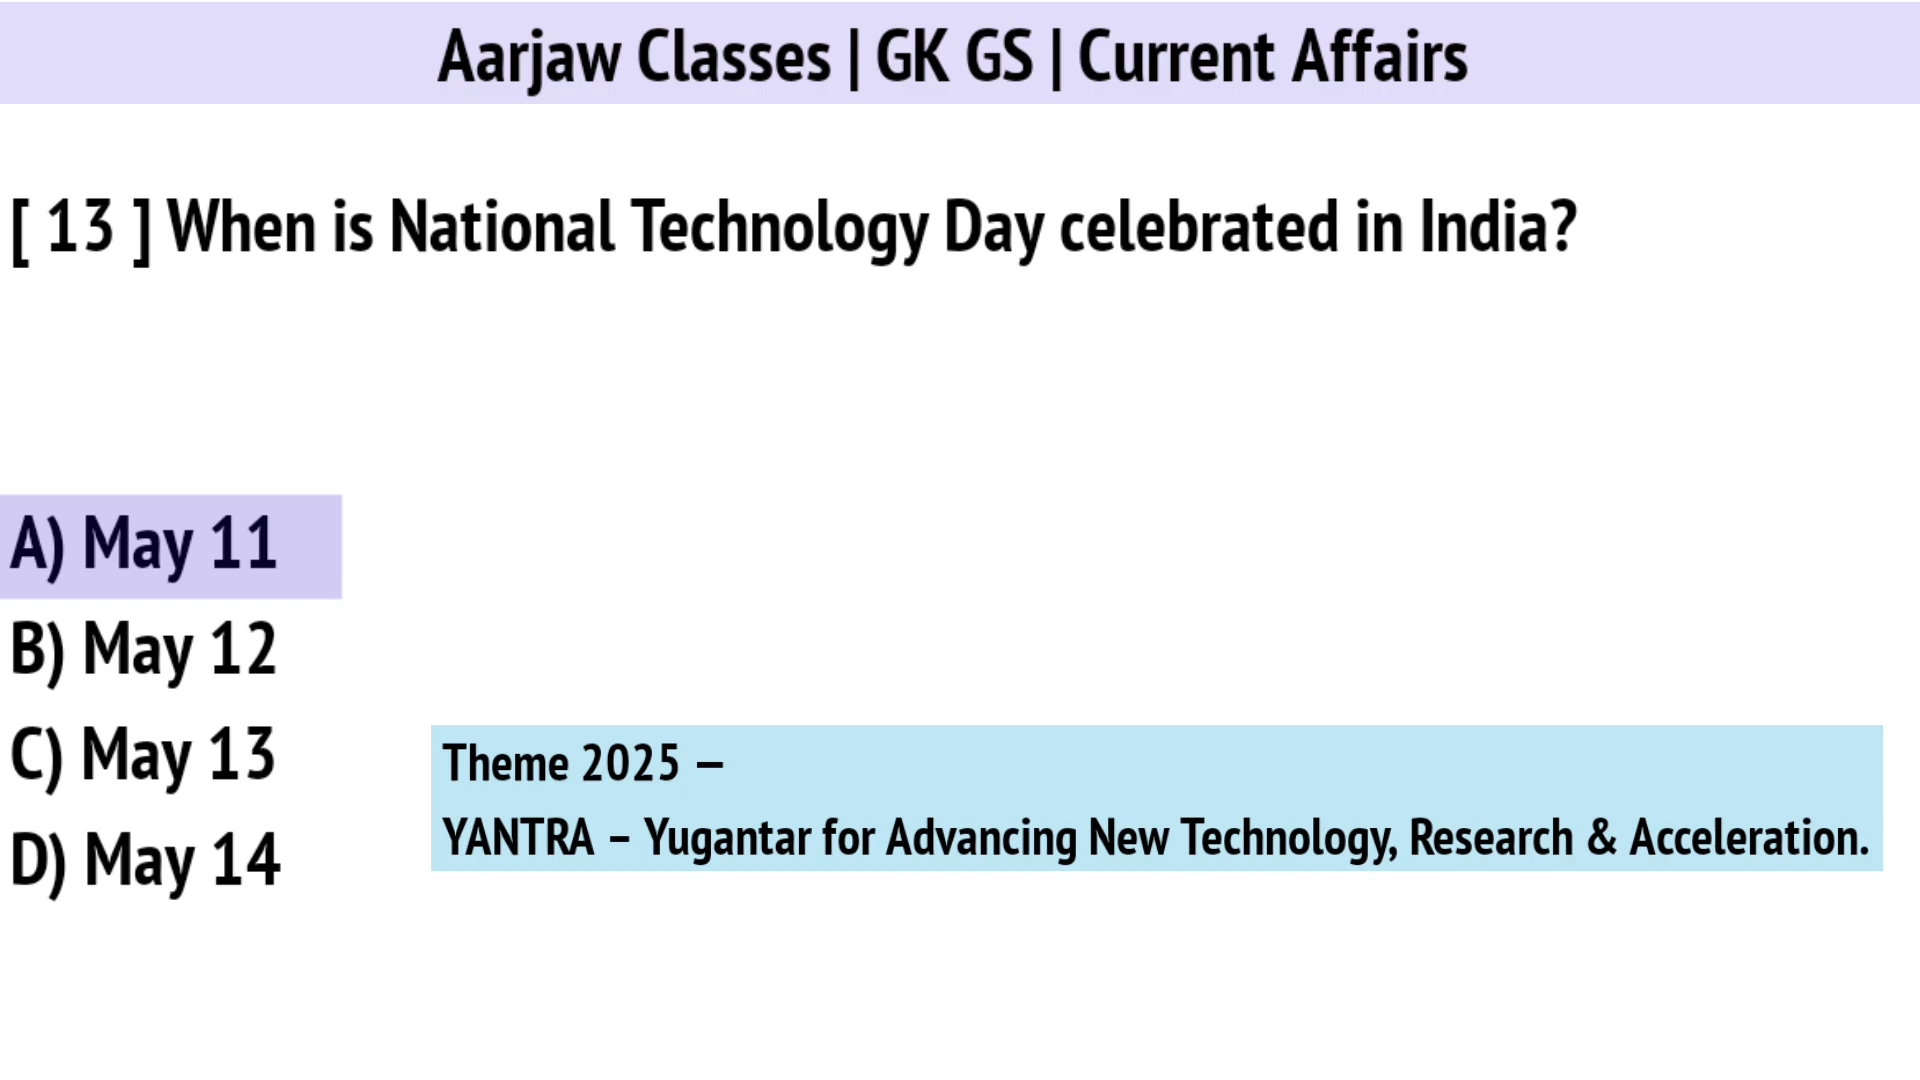 Aarjaw Classes | GK GS | Current Affairs
[ 13 ] When is National Technology Day celebrated in India?
A) May 11
B) May 12
C) May 13
D) May 14
Theme 2025 —
YANTRA – Yugantar for Advancing New Technology, Research & Acceleration.